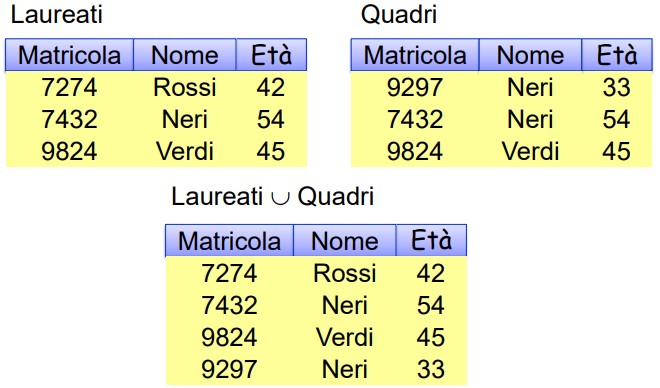 Laureati
Matricola Nome Età
7274 Rossi 42
7432 Neri 54
9824 Verdi 45
Quadri
Matricola Nome Età
9297 Neri 33
7432 Neri 54
9824 Verdi 45
Laureati ∪ Quadri
Matricola Nome Età
7274 Rossi 42
7432 Neri 54
9824 Verdi 45
9297 Neri 33